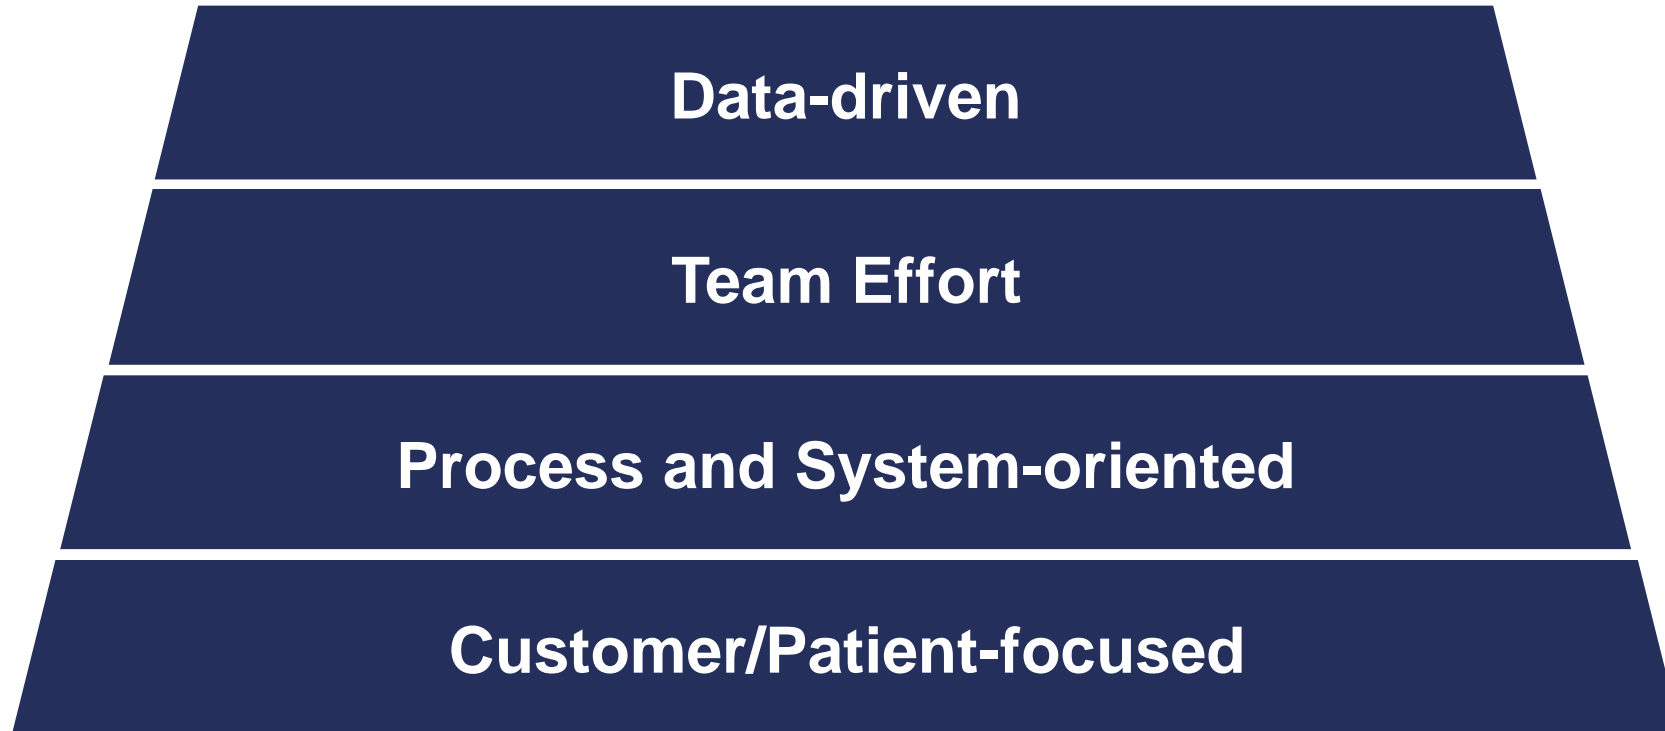 Data-driven
Team Effort
Process and System-oriented
Customer/Patient-focused